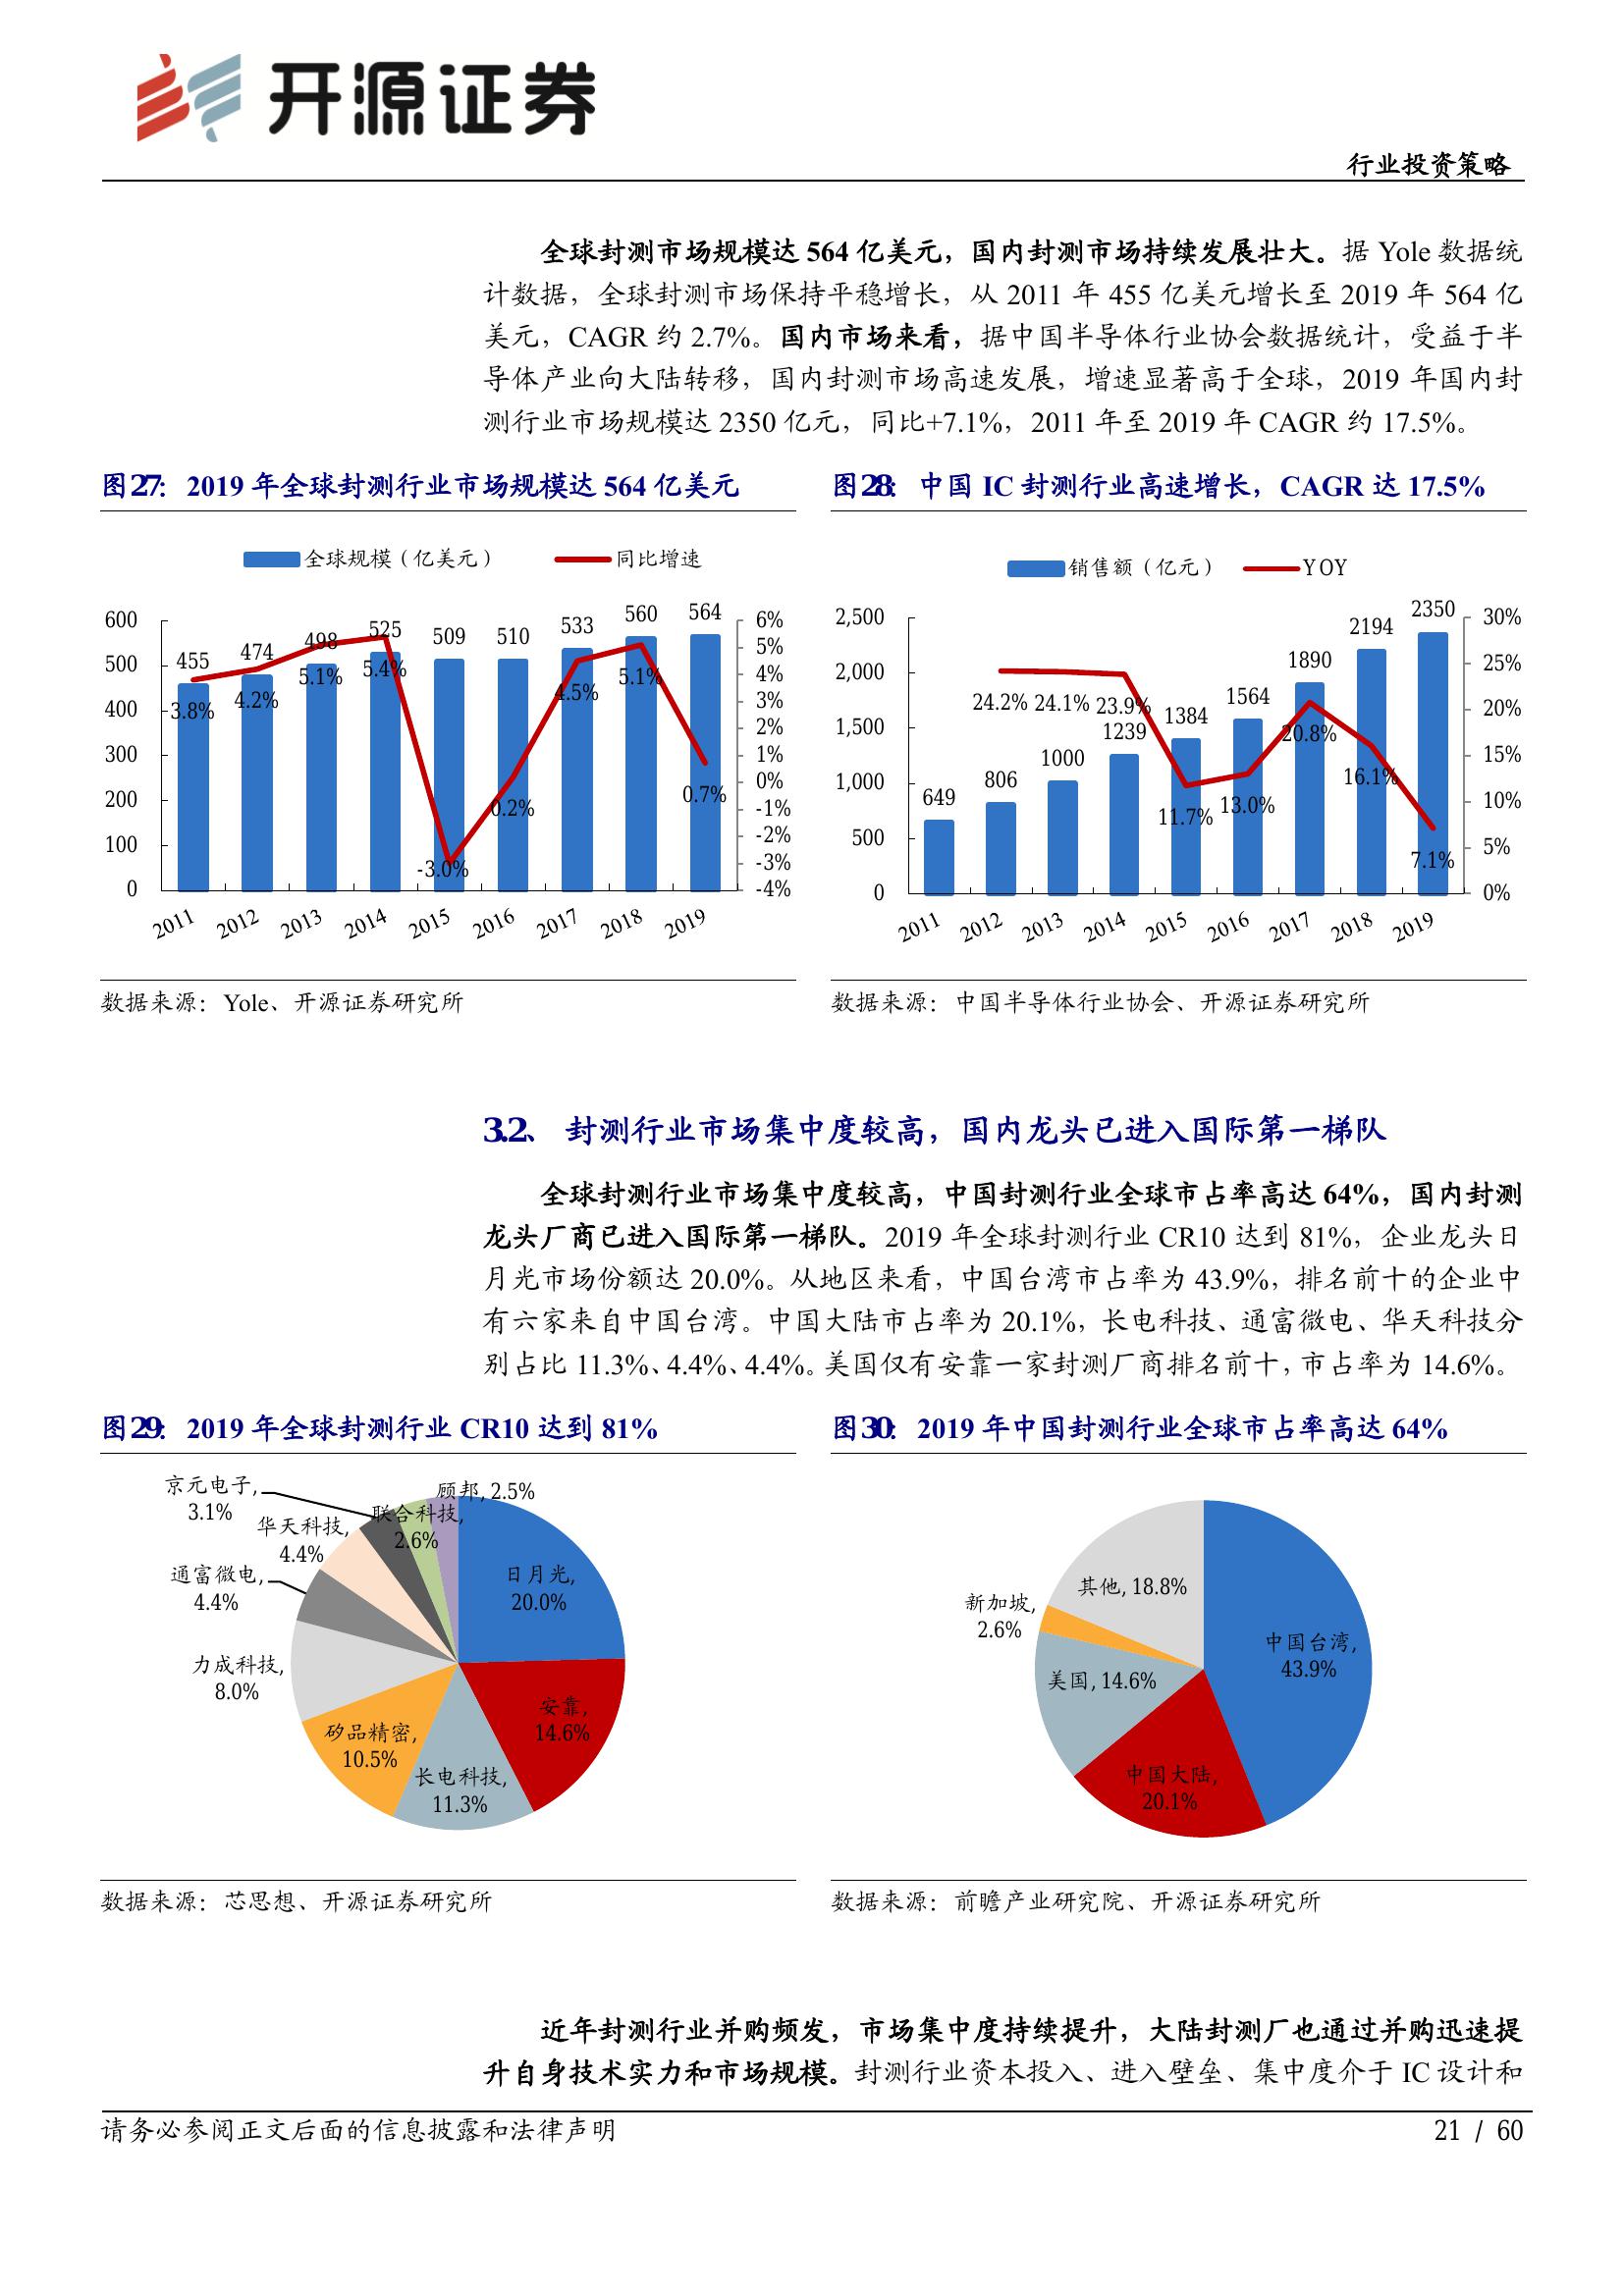 开源证券
行业投资策略
全球封测市场规模达 564 亿美元，国内封测市场持续发展壮大。据 Yole 数据统
计数据，全球封测市场保持平稳增长，从 2011 年 455 亿美元增长至 2019 年 564 亿
美元，CAGR 约 2.7%。国内市场来看，据中国半导体行业协会数据统计，受益于半
导体产业向大陆转移，国内封测市场高速发展，增速显著高于全球，2019 年国内封
测行业市场规模达 2350 亿元，同比+7.1%，2011 年至 2019 年 CAGR 约 17.5%。
图27： 2019 年全球封测行业市场规模达 564 亿美元
全球规模（亿美元） 同比增速
600
500
400
300
200
100
0
455 474 498 525 509 510 533 560 564
3.8% 4.2% 5.1% 5.4% -3.0% 0.2% 4.5% 5.1% 0.7%
6%
5%
4%
3%
2%
1%
0%
-1%
-2%
-3%
-4%
2011 2012 2013 2014 2015 2016 2017 2018 2019
数据来源：Yole、开源证券研究所
图28： 中国 IC 封测行业高速增长，CAGR 达 17.5%
销售额（亿元） YOY
2,500
2,000
1,500
1,000
500
0
649 806 1000 1239 1384 1564 1890 2194 2350
24.2% 24.1% 23.9% 11.7% 13.0% 20.8% 16.1% 7.1%
30%
25%
20%
15%
10%
5%
0%
2011 2012 2013 2014 2015 2016 2017 2018 2019
数据来源：中国半导体行业协会、开源证券研究所
3.2、 封测行业市场集中度较高，国内龙头已进入国际第一梯队
全球封测行业市场集中度较高，中国封测行业全球市占率高达 64%，国内封测
龙头厂商已进入国际第一梯队。2019 年全球封测行业 CR10 达到 81%，企业龙头日
月光市场份额达 20.0%。从地区来看，中国台湾市占率为 43.9%，排名前十的企业中
有六家来自中国台湾。中国大陆市占率为 20.1%，长电科技、通富微电、华天科技分
别占比 11.3%、4.4%、4.4%。美国仅有安靠一家封测厂商排名前十，市占率为 14.6%。
图29： 2019 年全球封测行业 CR10 达到 81%
日月光,
20.0%
安靠,
14.6%
长电科技,
11.3%
矽品精密,
10.5%
力成科技,
8.0%
通富微电,
4.4%
华天科技,
4.4%
京元电子,
3.1%
联合科技,
2.6%
顾邦, 2.5%
数据来源：芯思想、开源证券研究所
图30： 2019 年中国封测行业全球市占率高达 64%
中国台湾,
43.9%
中国大陆,
20.1%
美国, 14.6%
新加坡,
2.6%
其他, 18.8%
数据来源：前瞻产业研究院、开源证券研究所
近年封测行业并购频发，市场集中度持续提升，大陆封测厂也通过并购迅速提
升自身技术实力和市场规模。封测行业资本投入、进入壁垒、集中度介于 IC 设计和
请务必参阅正文后面的信息披露和法律声明
21 / 60